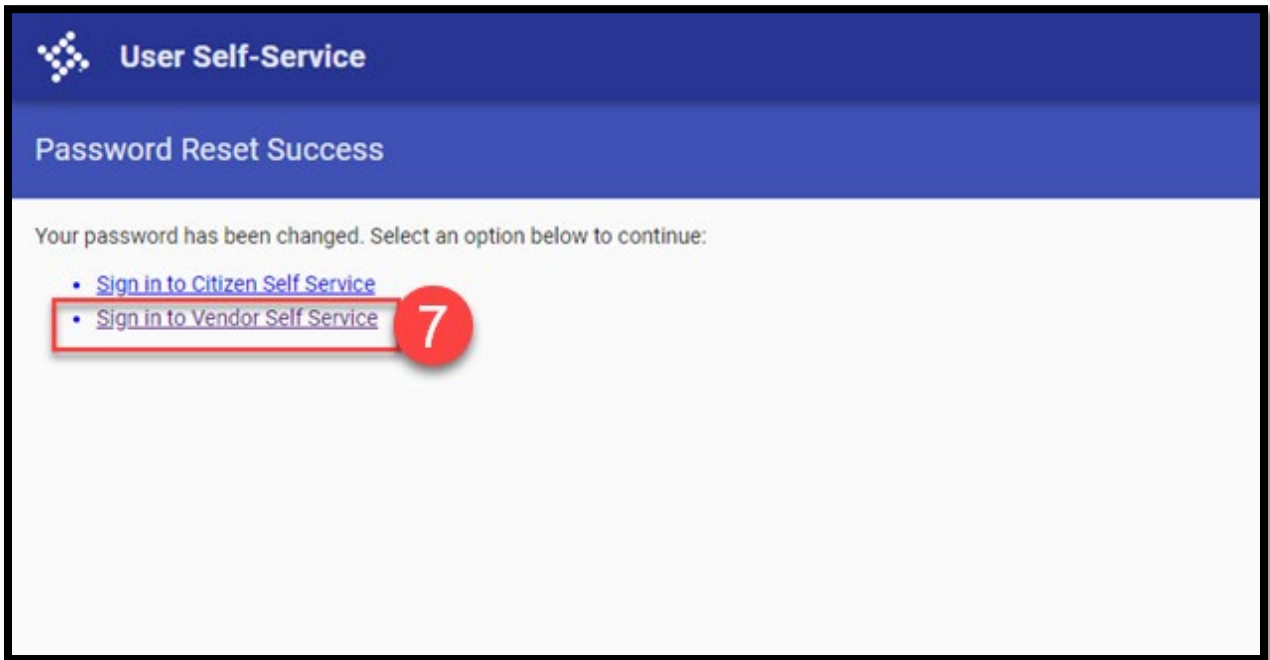 User Self-Service
Password Reset Success
Your password has been changed. Select an option below to continue:
• Sign in to Citizen Self Service
• Sign in to Vendor Self Service
7